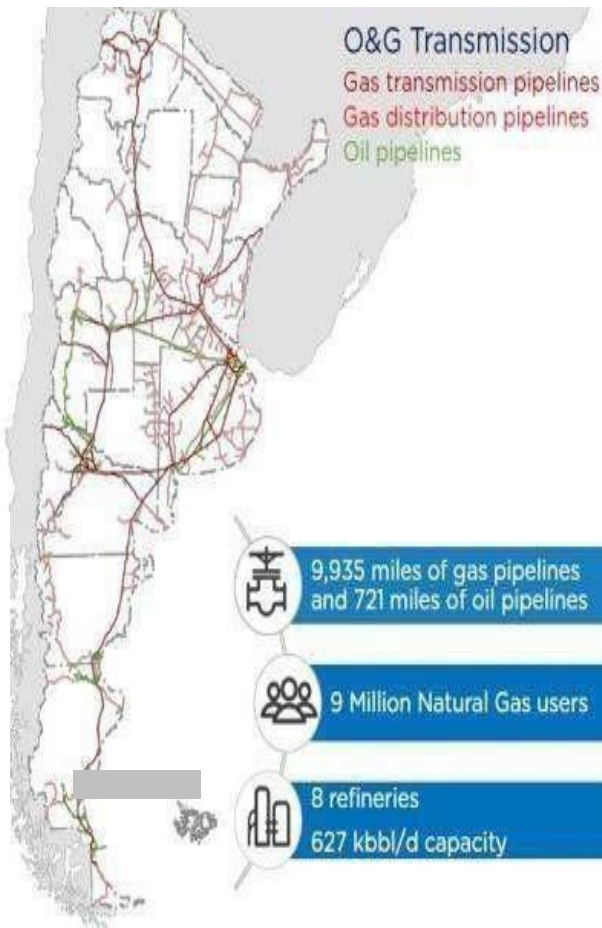 O&G Transmission
Gas transmission pipelines
Gas distribution pipelines
Oil pipelines
9,935 miles of gas pipelines
and 721 miles of oil pipelines
9 Million Natural Gas users
8 refineries
627 kbbl/d capacity